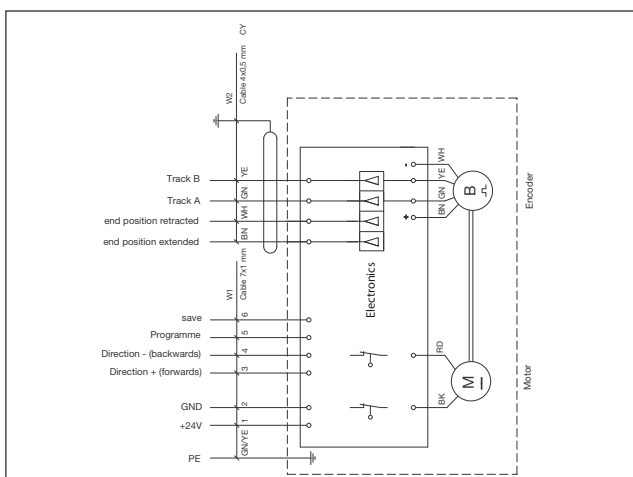 W2
Cable 4x0,5 mm CY
Track B
YE
Track A
GN
end position retracted
WH
end position extended
BN
W1
Cable 7x1 mm
save
6
Programme
5
Direction - (backwards)
4
Direction + (forwards)
3
GND
2
+24V
1
PE
GN/YE
Electronics
-
+
WH
YE
GN
BN
B
Encoder
RD
BK
M
Motor